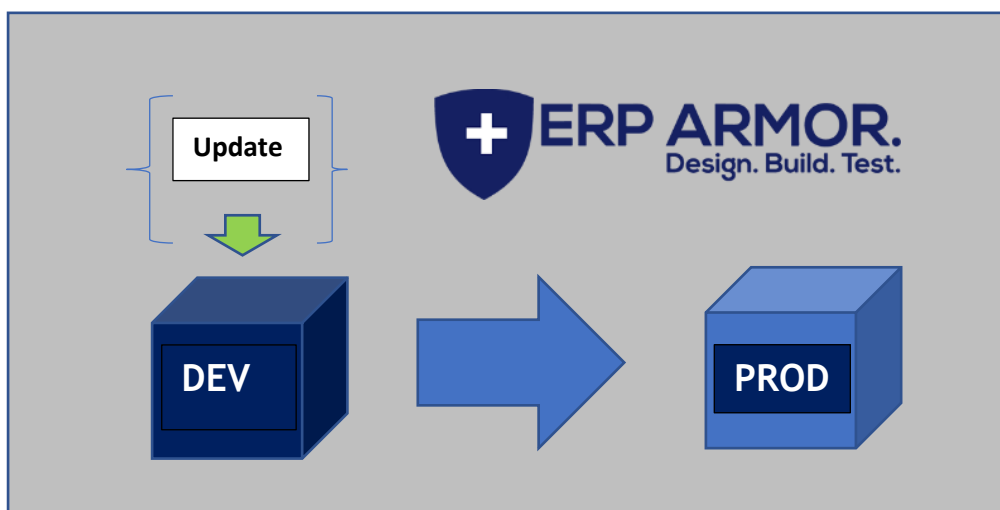 Update
ERP ARMOR.
Design. Build. Test.
DEV
PROD